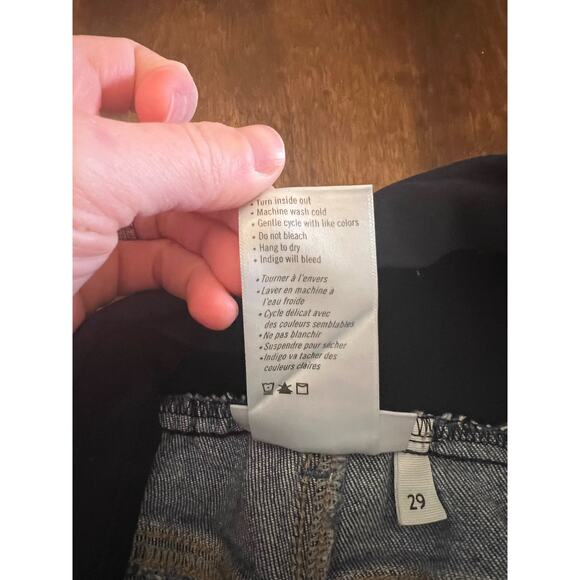 • Turn inside out
• Machine wash cold
• Gentle cycle with like colors
• Do not bleach
• Hang to dry
• Indigo will bleed
• Tourner à l'envers
• Laver en machine à
l'eau froide
• Cycle délicat avec
des couleurs semblables
• Ne pas blanchir
• Suspendre pour sécher
• Indigo va tacher des
couleurs claires
29